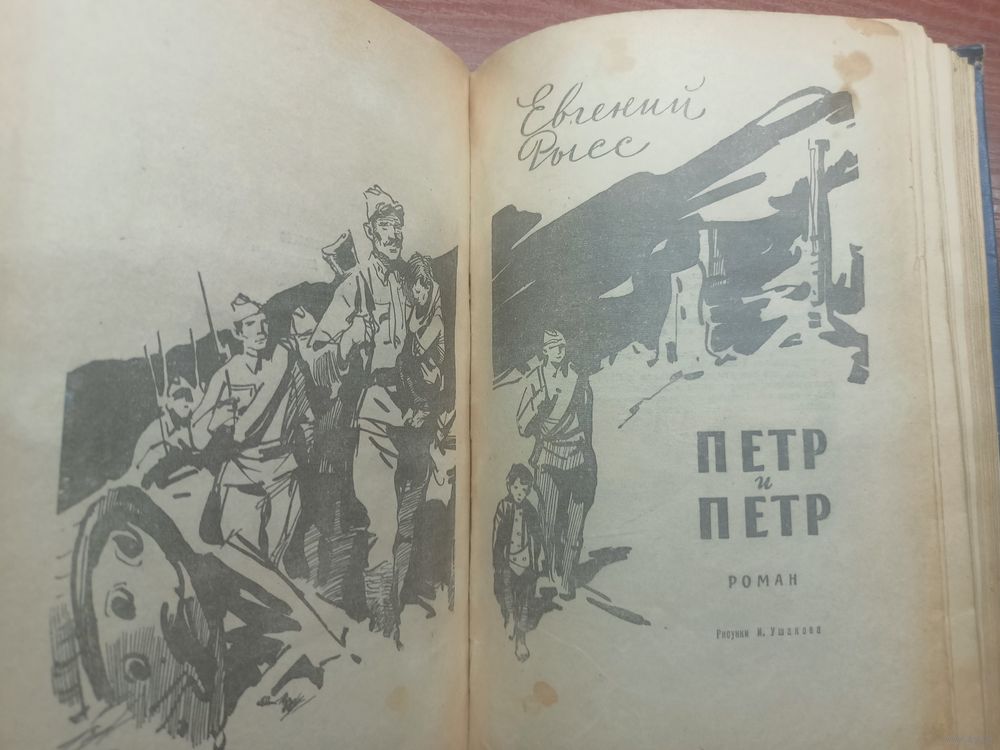 Евгений
Рысс
ПЕТР
и
ПЕТР
РОМАН
Рисунки И. Ушакова